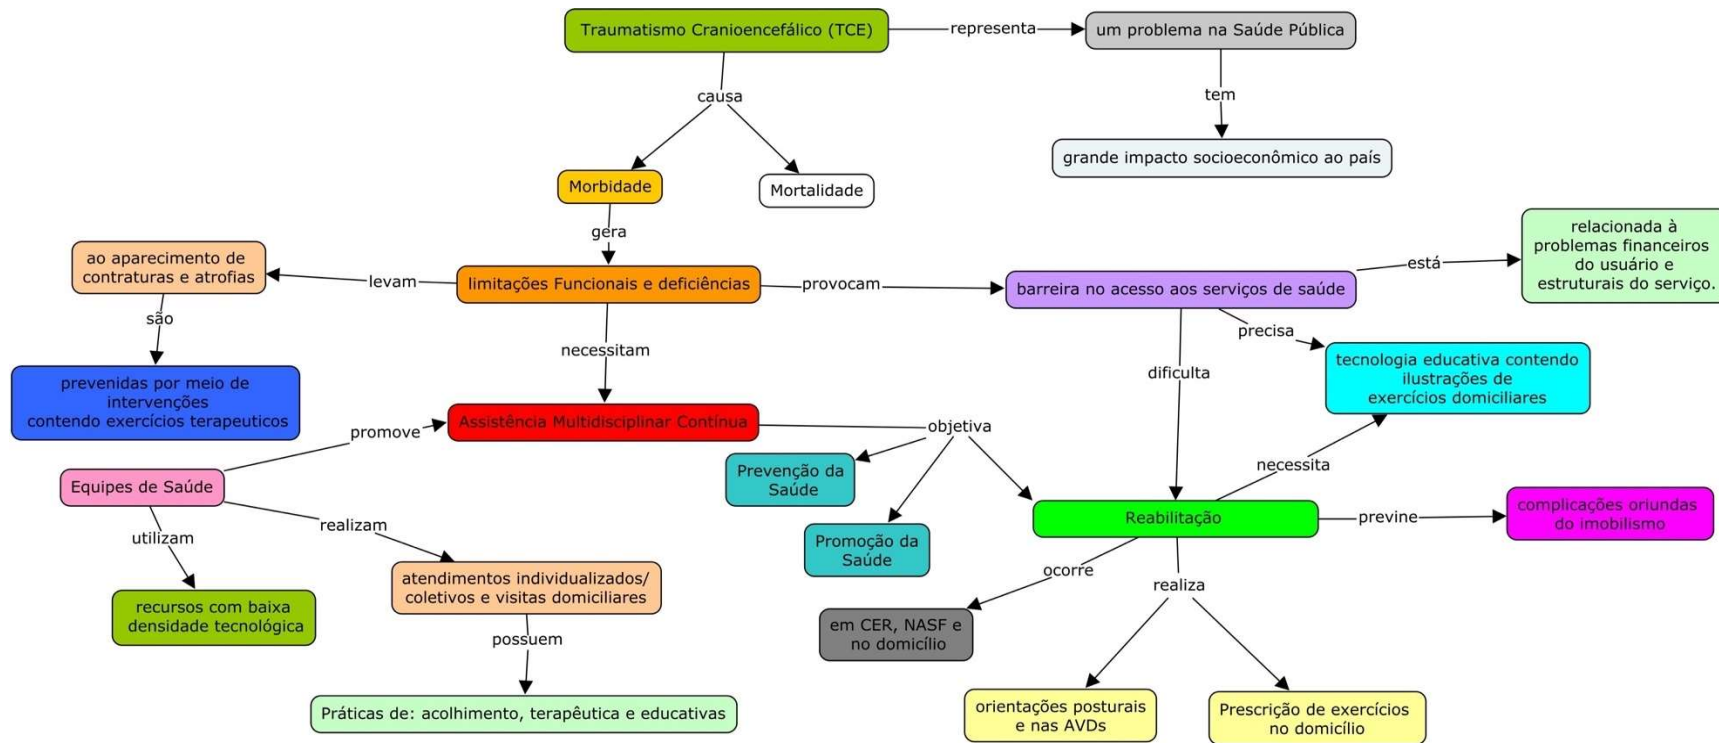 Traumatismo Cranioencefálico (TCE)
representa
um problema na Saúde Pública
causa
tem
grande impacto socioeconômico ao país
Morbidade
Mortalidade
gera
relacionada à
problemas financeiros
do usuário e
estruturais do serviço.
ao aparecimento de
contraturas e atrofias
levam
limitações Funcionais e deficiências
provocam
barreira no acesso aos serviços de saúde
está
são
necessitam
precisa
dificulta
prevenidas por meio de
intervenções
contendo exercícios terapeuticos
tecnologia educativa contendo
ilustrações de
exercícios domiciliares
promove
Assistência Multidisciplinar Contínua
objetiva
necessita
Equipes de Saúde
Prevenção da
Saúde
Promoção da
Saúde
Reabilitação
previne
complicações oriundas
do imobilismo
utilizam
realizam
ocorre
realiza
recursos com baixa
densidade tecnológica
atendimentos individualizados/
coletivos e visitas domiciliares
possuem
em CER, NASF e
no domicílio
Práticas de: acolhimento, terapêutica e educativas
orientações posturais
e nas AVDs
Prescrição de exercícios
no domicílio